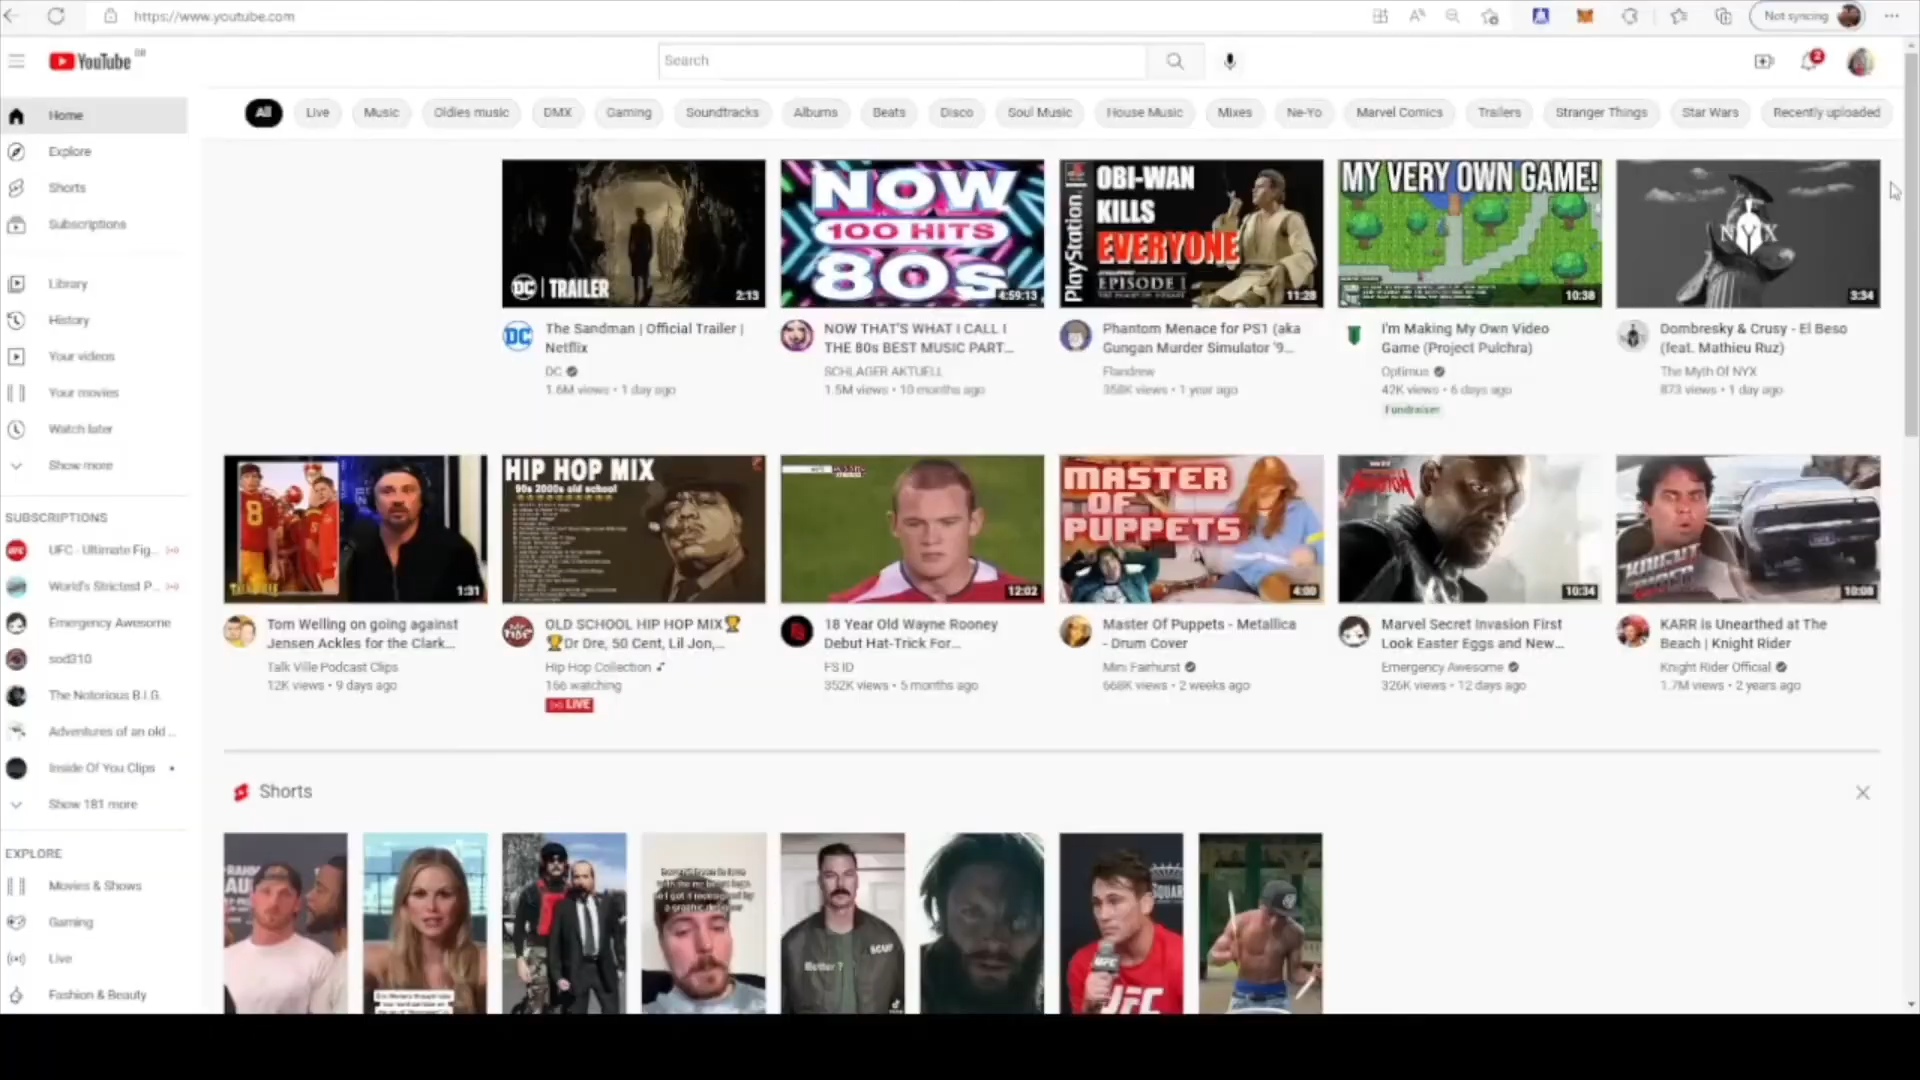 https://www.youtube.com
Not syncing
YouTube GB
Search
2
Home
Explore
Shorts
Subscriptions
Library
History
Your videos
Your movies
Watch later
Show more
SUBSCRIPTIONS
UFC - Ultimate Fig...
World's Strictest P...
Emergency Awesome
sod310
The Notorious B.I.G.
Adventures of an old ...
Inside Of You Clips
Show 181 more
EXPLORE
Movies & Shows
Gaming
Live
Fashion & Beauty
All
Live
Music
Oldies music
DMX
Gaming
Soundtracks
Albums
Beats
Disco
Soul Music
House Music
Mixes
Ne-Yo
Marvel Comics
Trailers
Stranger Things
Star Wars
Recently uploaded
DC TRAILER
2:13
The Sandman | Official Trailer |
Netflix
DC
1.6M views • 1 day ago
NOW
100 HITS
80s
4:59:13
NOW THAT'S WHAT I CALL I
THE 80s BEST MUSIC PART...
SCHLAGER AKTUELL
1.5M views • 10 months ago
PlayStation
OBI-WAN
KILLS
EVERYONE
EPISODE I
11:28
Phantom Menace for PS1 (aka
Gungan Murder Simulator '9...
Flandrew
358K views • 1 year ago
MY VERY OWN GAME!
10:38
I'm Making My Own Video
Game (Project Pulchra)
Optimus
42K views • 6 days ago
Fundraiser
NYX
3:34
Dombresky & Crusy - El Beso
(feat. Mathieu Ruz)
The Myth Of NYX
873 views • 1 day ago
8
1:31
Tom Welling on going against
Jensen Ackles for the Clark...
Talk Ville Podcast Clips
12K views • 9 days ago
HIP HOP MIX
90s 2000s old school
OLD SCHOOL HIP HOP MIX🏆
🏆Dr Dre, 50 Cent, Lil Jon,...
Hip Hop Collection
166 watching
LIVE
12:02
18 Year Old Wayne Rooney
Debut Hat-Trick For...
FS ID
352K views • 5 months ago
MASTER
OF
PUPPETS
4:00
Master Of Puppets - Metallica
- Drum Cover
Mini Fairhurst
668K views • 2 weeks ago
10:34
Marvel Secret Invasion First
Look Easter Eggs and New...
Emergency Awesome
326K views • 12 days ago
KNIGHT
RIDER
10:08
KARR is Unearthed at The
Beach | Knight Rider
Knight Rider Official
1.7M views • 2 years ago
Shorts
SCUF
Better ?
UFC